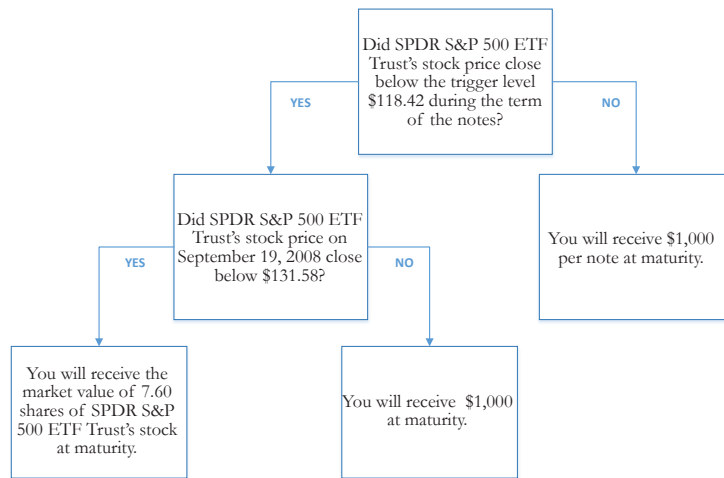 Did SPDR S&P 500 ETF
Trust's stock price close
below the trigger level
$118.42 during the term
of the notes?
YES
NO
Did SPDR S&P 500 ETF
Trust's stock price on
September 19, 2008 close
below $131.58?
You will receive $1,000
per note at maturity.
YES
NO
You will receive the
market value of 7.60
shares of SPDR S&P
500 ETF Trust's stock
at maturity.
You will receive $1,000
at maturity.